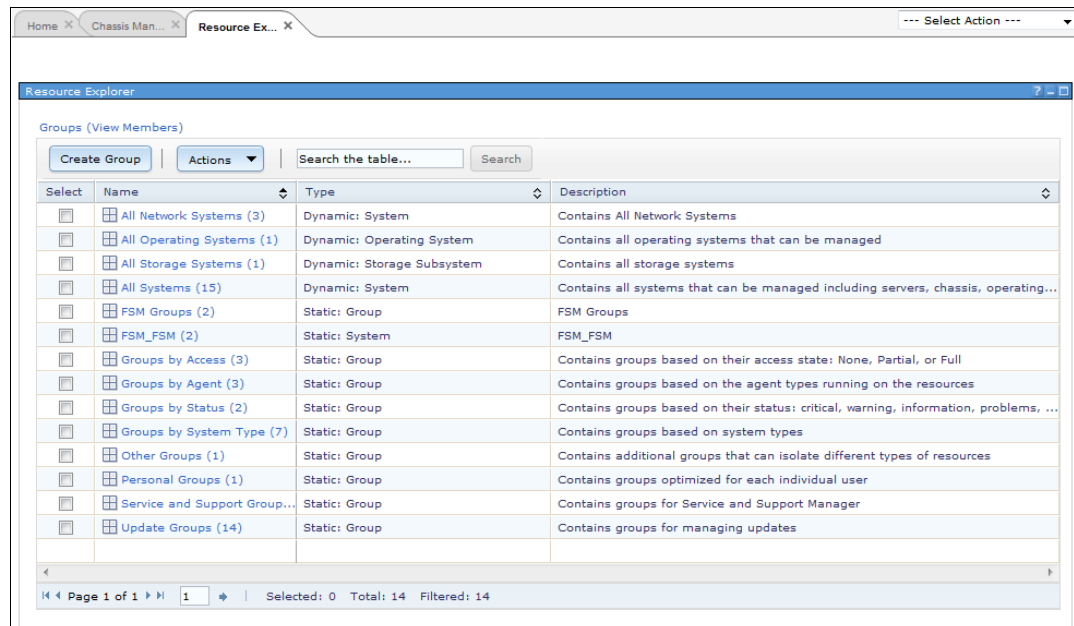 Home Chassis Man... Resource Ex... --- Select Action ---
Resource Explorer
Groups (View Members)
Create Group Actions Search the table... Search
Select Name Type Description
All Network Systems (3) Dynamic: System Contains All Network Systems
All Operating Systems (1) Dynamic: Operating System Contains all operating systems that can be managed
All Storage Systems (1) Dynamic: Storage Subsystem Contains all storage systems
All Systems (15) Dynamic: System Contains all systems that can be managed including servers, chassis, operating...
FSM Groups (2) Static: Group FSM Groups
FSM_FSM (2) Static: System FSM_FSM
Groups by Access (3) Static: Group Contains groups based on their access state: None, Partial, or Full
Groups by Agent (3) Static: Group Contains groups based on the agent types running on the resources
Groups by Status (2) Static: Group Contains groups based on their status: critical, warning, information, problems, ...
Groups by System Type (7) Static: Group Contains groups based on system types
Other Groups (1) Static: Group Contains additional groups that can isolate different types of resources
Personal Groups (1) Static: Group Contains groups optimized for each individual user
Service and Support Group... Static: Group Contains groups for Service and Support Manager
Update Groups (14) Static: Group Contains groups for managing updates
Page 1 of 1 1 Selected: 0 Total: 14 Filtered: 14